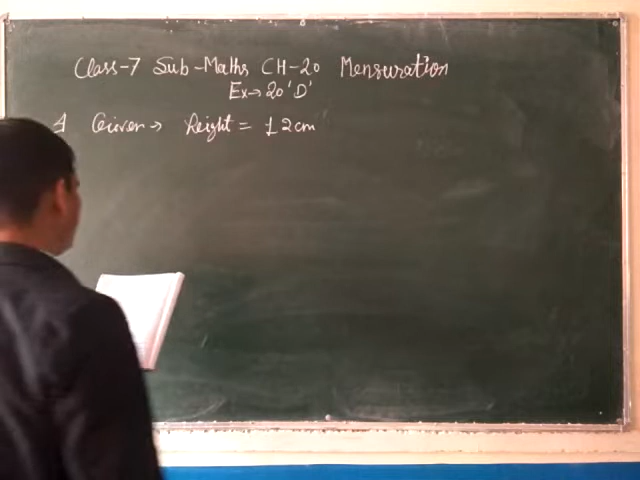 Class-7 Sub-Maths CH-20 Mensuration
Ex→20'D'
1 Given→ Height = 12cm